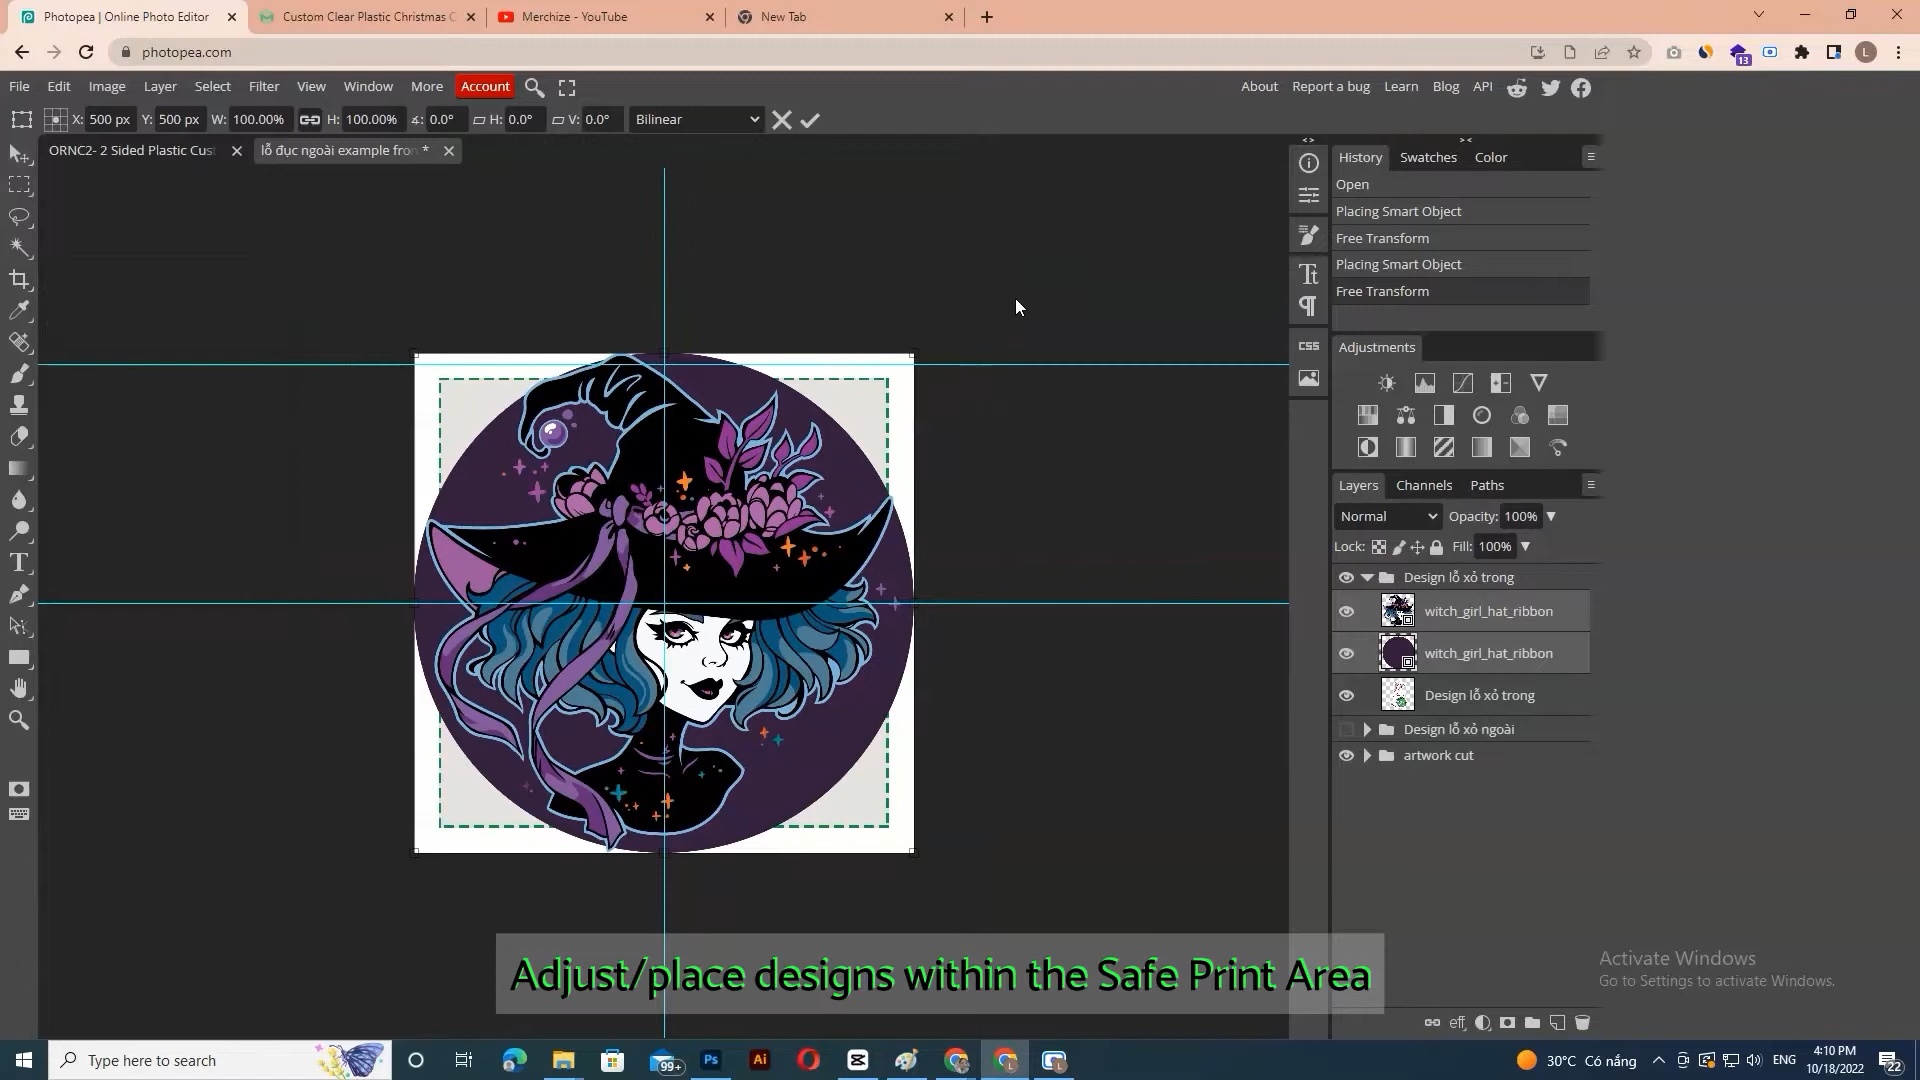 Photopea | Online Photo Editor
Custom Clear Plastic Christmas C
Merchize - YouTube
New Tab
photopea.com
13
L
File Edit Image Layer Select Filter View Window More Account
About Report a bug Learn Blog API
X: 500 px Y: 500 px W: 100.00% H: 100.00% 0.0° H: 0.0° V: 0.0° Bilinear
ORNC2- 2 Sided Plastic Cust
lỗ đục ngoài example fron *
History Swatches Color
Open
Placing Smart Object
Free Transform
Placing Smart Object
Free Transform
CSS
Adjustments
Layers Channels Paths
Normal Opacity: 100%
Lock: Fill: 100%
Design lỗ xỏ trong
witch_girl_hat_ribbon
witch_girl_hat_ribbon
Design lỗ xỏ trong
Design lỗ xỏ ngoài
artwork cut
Adjust/place designs within the Safe Print Area
Activate Windows
Go to Settings to activate Windows.
eff
Type here to search
99+
Ps
Ai
30°C Có nắng
ENG
4:10 PM
10/18/2022
22